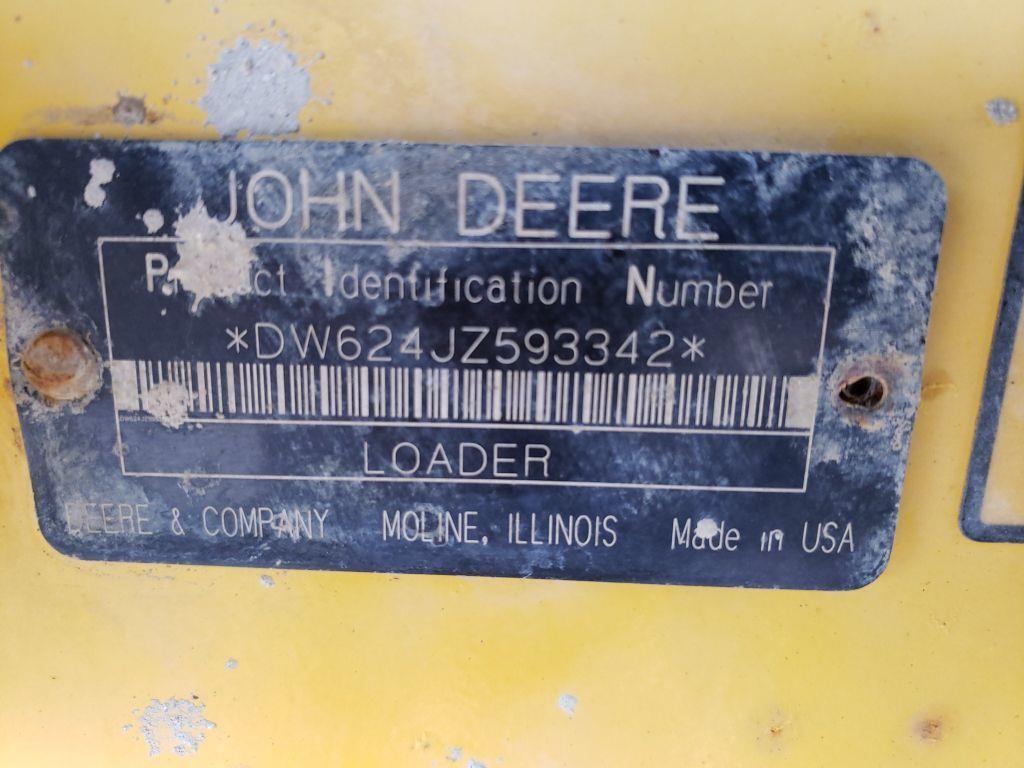 JOHN DEERE
Product Identification Number
*DW624JZ593342*
LOADER
DEERE & COMPANY MOLINE, ILLINOIS Made in USA